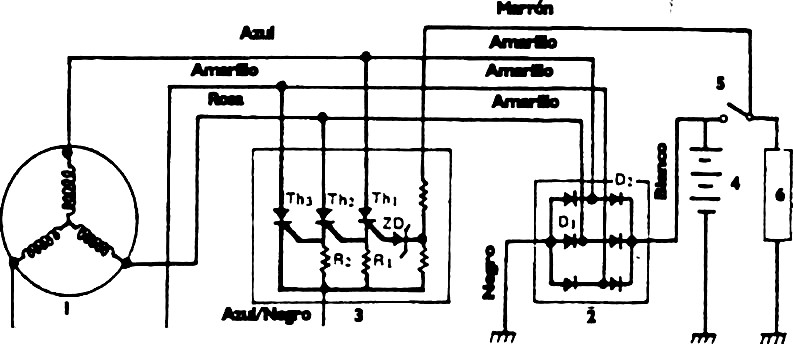 Marrón
Azul
Amarillo
Amarillo
Amarillo
Rosa
Amarillo
5
Blanco
D2
Th3
Th2
Th1
4
6
ZD
D1
R2
R1
Negro
1
Azul/Negro
3
2